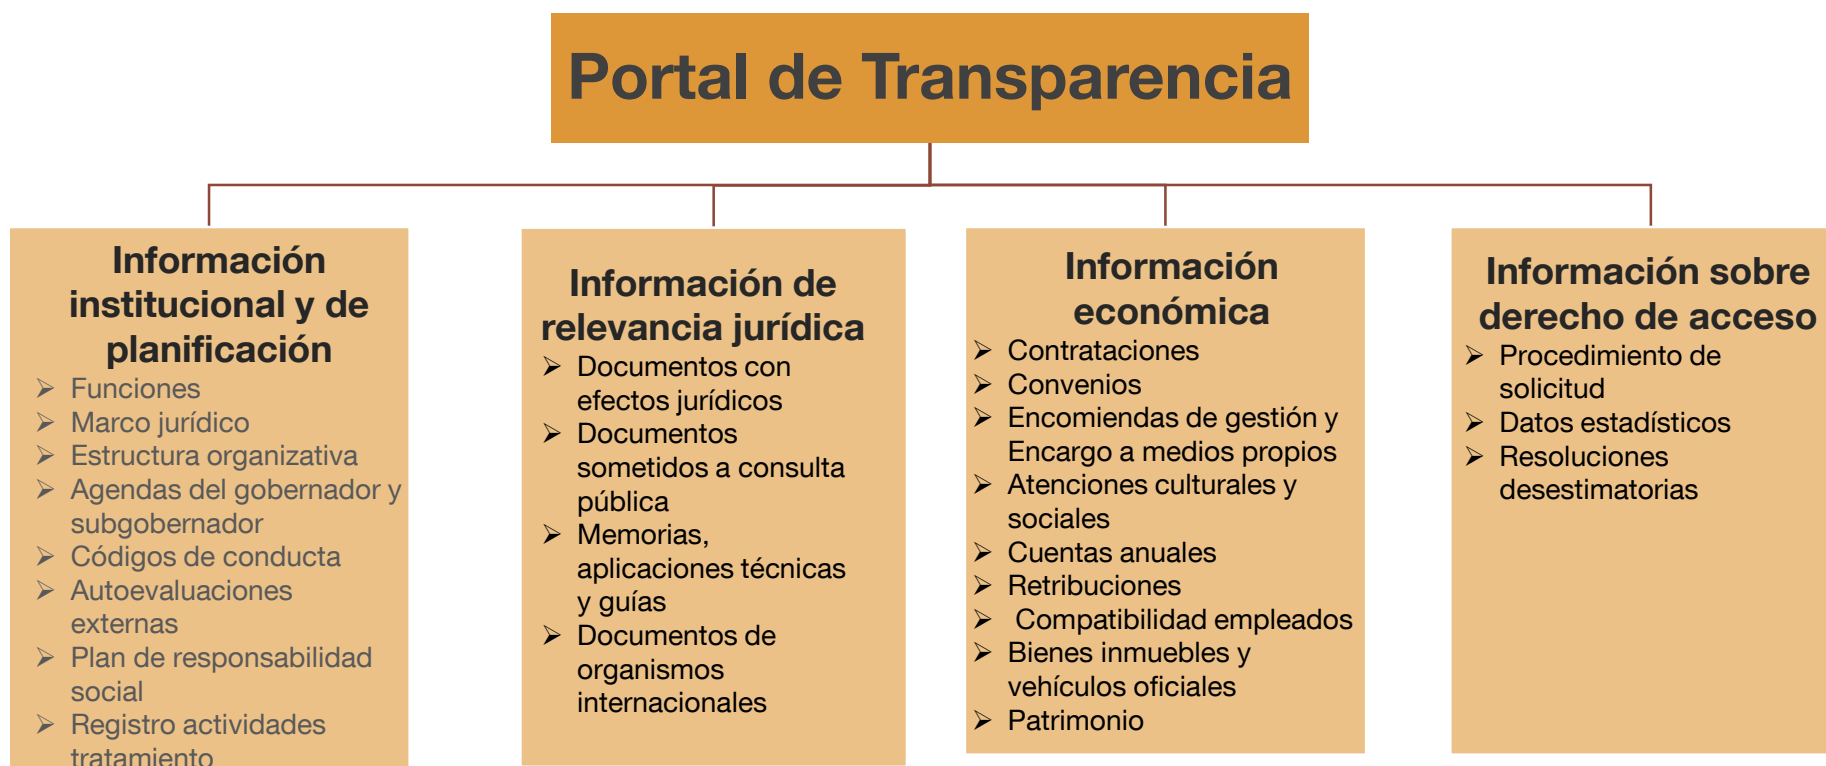 Portal de Transparencia
Información
institucional y de
planificación
➢ Funciones
➢ Marco jurídico
➢ Estructura organizativa
➢ Agendas del gobernador y
subgobernador
➢ Códigos de conducta
➢ Autoevaluaciones
externas
➢ Plan de responsabilidad
social
➢ Registro actividades
tratamiento
Información de
relevancia jurídica
➢ Documentos con
efectos jurídicos
➢ Documentos
sometidos a consulta
pública
➢ Memorias,
aplicaciones técnicas
y guías
➢ Documentos de
organismos
internacionales
Información
económica
➢ Contrataciones
➢ Convenios
➢ Encomiendas de gestión y
Encargo a medios propios
➢ Atenciones culturales y
sociales
➢ Cuentas anuales
➢ Retribuciones
➢ Compatibilidad empleados
➢ Bienes inmuebles y
vehículos oficiales
➢ Patrimonio
Información sobre
derecho de acceso
➢ Procedimiento de
solicitud
➢ Datos estadísticos
➢ Resoluciones
desestimatorias